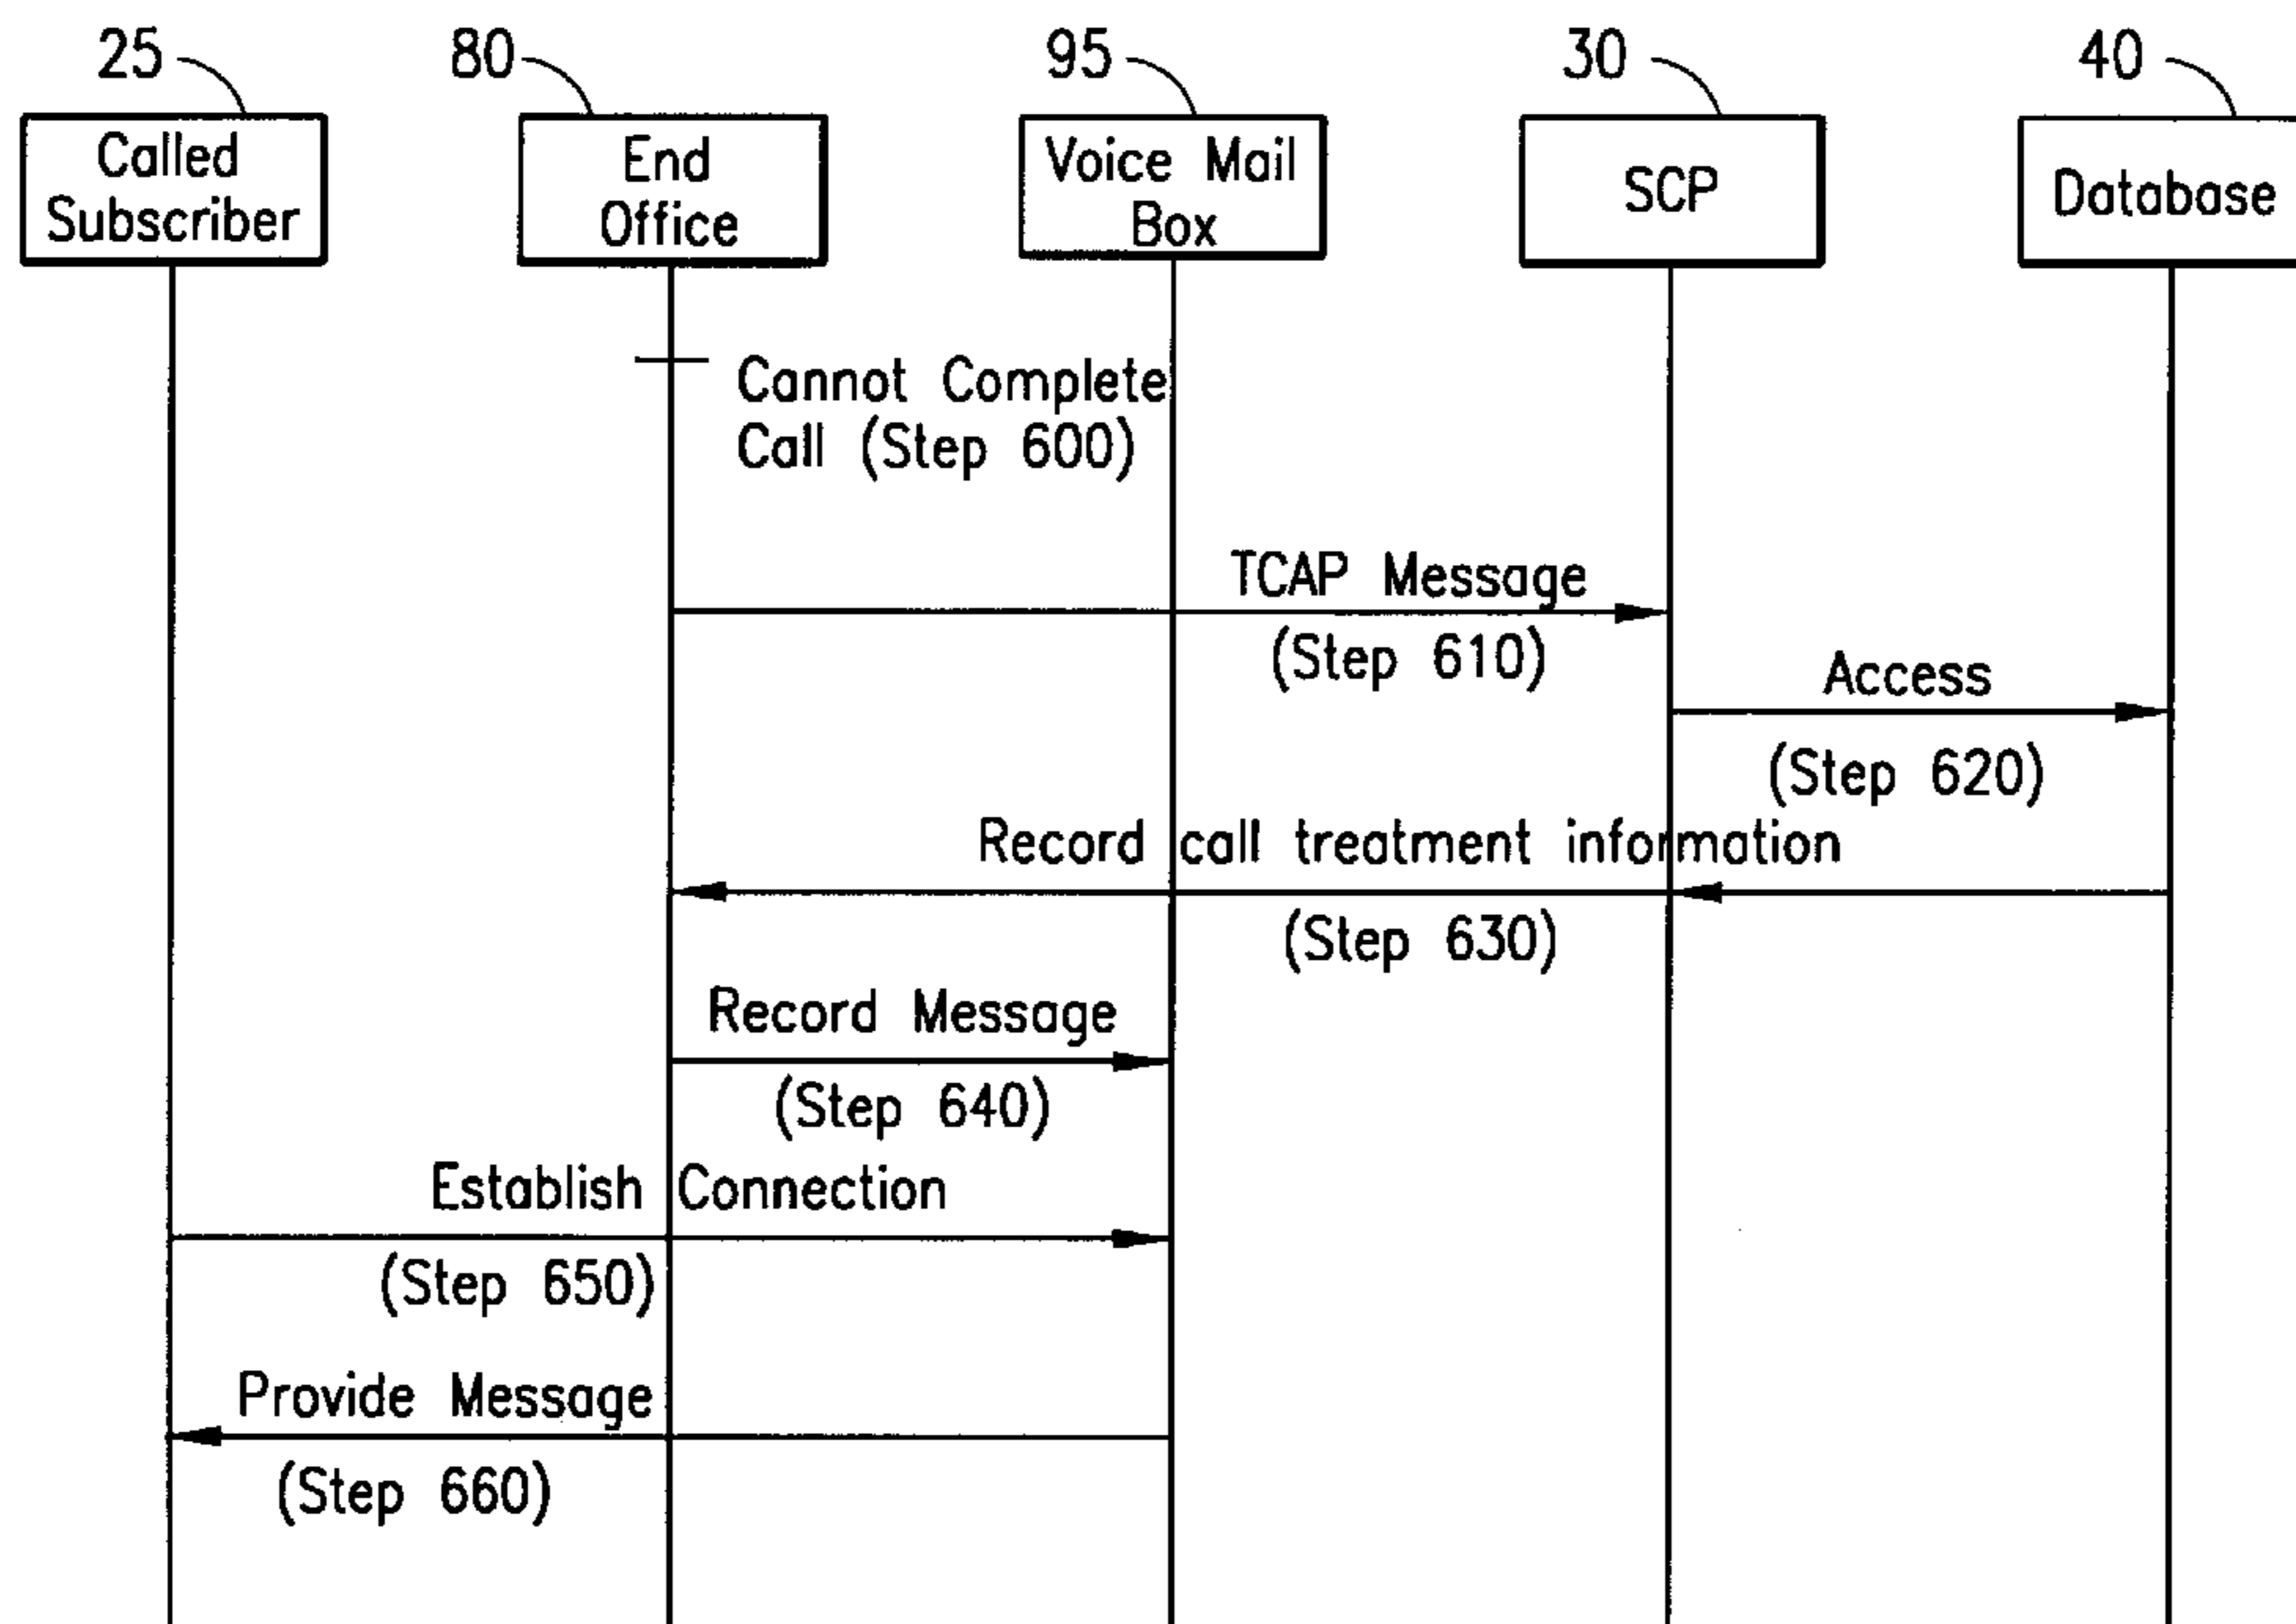 25
80
95
30
40
Called
Subscriber
End
Office
Voice Mail
Box
SCP
Database
Cannot Complete
Call (Step 600)
TCAP Message
(Step 610)
Access
(Step 620)
Record call treatment information
(Step 630)
Record Message
(Step 640)
Establish Connection
(Step 650)
Provide Message
(Step 660)